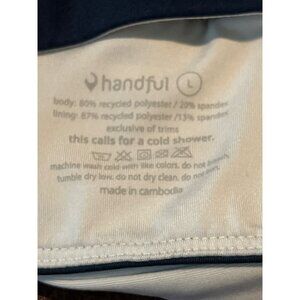 handful L
body: 80% recycled polyester / 20% spandex
lining: 87% recycled polyester /13% spandex
exclusive of trims
this calls for a cold shower.
machine wash cold with like colors. do not bleach.
tumble dry low. do not dry clean. do not
made in cambodia